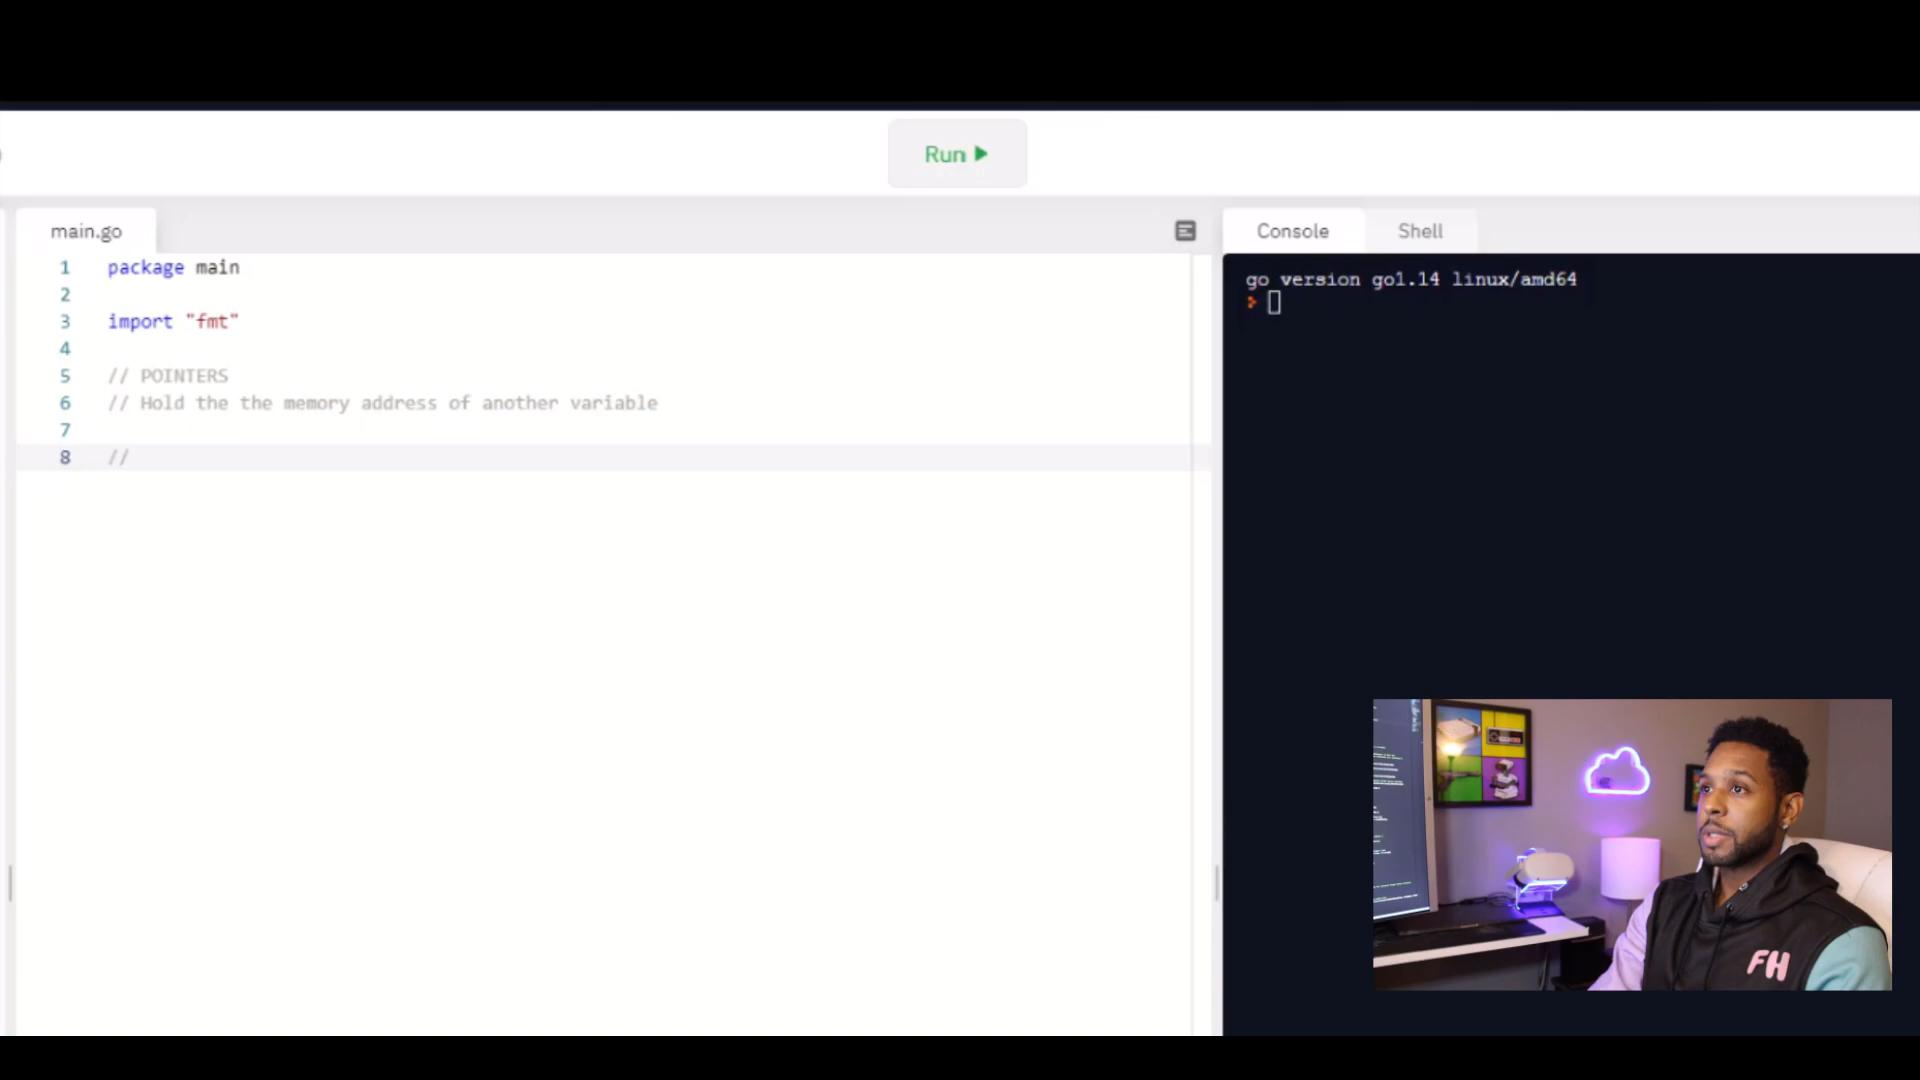 Run
main.go
Console
Shell
1 package main
2
3 import "fmt"
4
5 // POINTERS
6 // Hold the the memory address of another variable
7
8 //
go version go1.14 linux/amd64
FH